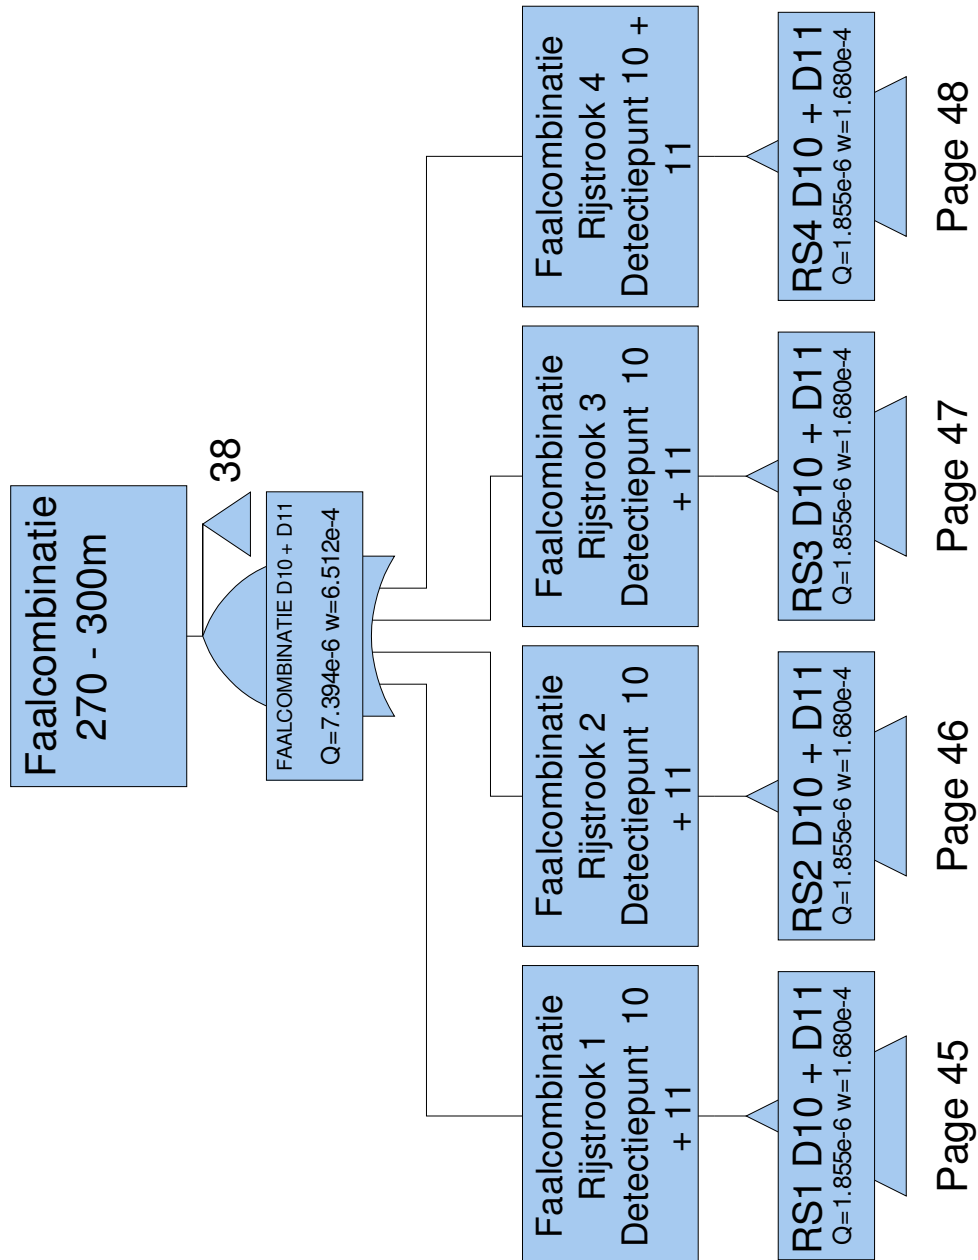 Faalcombinatie
270 - 300m
38
FAALCOMBINATIE D10 + D11
Q=7.394e-6 w=6.512e-4
Faalcombinatie
Rijstrook 1
Detectiepunt 10
+ 11
RS1 D10 + D11
Q=1.855e-6 w=1.680e-4
Page 45
Faalcombinatie
Rijstrook 2
Detectiepunt 10
+ 11
RS2 D10 + D11
Q=1.855e-6 w=1.680e-4
Page 46
Faalcombinatie
Rijstrook 3
Detectiepunt 10
+ 11
RS3 D10 + D11
Q=1.855e-6 w=1.680e-4
Page 47
Faalcombinatie
Rijstrook 4
Detectiepunt 10 +
11
RS4 D10 + D11
Q=1.855e-6 w=1.680e-4
Page 48